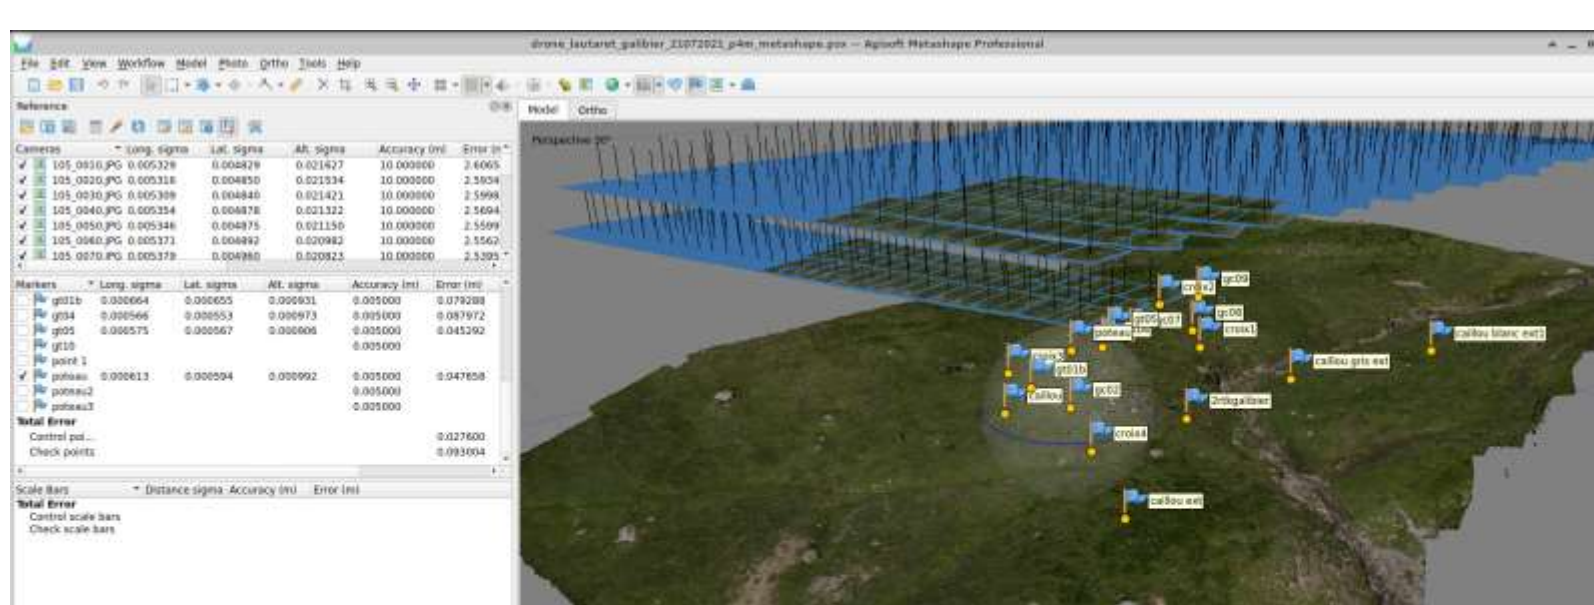 drone_lautaret_galibier_21072021_p4m_metashape.psx — Agisoft Metashape Professional
File Edit View Workflow Model Photo Ortho Tools Help
Reference
Model Ortho
Perspective 30°
Cameras Long. sigma Lat. sigma Alt. sigma Accuracy (m) Error (m
105_0010.JPG 0.005329 0.004829 0.021627 10.000000 2.6065
105_0020.JPG 0.005318 0.004850 0.021534 10.000000 2.5934
105_0030.JPG 0.005309 0.004840 0.021421 10.000000 2.5998
105_0040.JPG 0.005354 0.004878 0.021322 10.000000 2.5694
105_0050.JPG 0.005346 0.004875 0.021150 10.000000 2.5599
105_0060.JPG 0.005371 0.004892 0.020982 10.000000 2.5562
105_0070.JPG 0.005379 0.004960 0.020823 10.000000 2.5395
Markers Long. sigma Lat. sigma Alt. sigma Accuracy (m) Error (m)
gt01b 0.000664 0.000655 0.000931 0.005000 0.079288
gt04 0.000566 0.000553 0.000973 0.005000 0.087972
gt05 0.000575 0.000567 0.000906 0.005000 0.045292
gt10 0.005000
point 1
poteau 0.000613 0.000594 0.000992 0.005000 0.047658
poteau2 0.005000
poteau3 0.005000
Total Error
Control poi...
0.027600
Check points
0.093004
Scale Bars Distance sigma Accuracy (m) Error (m)
Total Error
Control scale bars
Check scale bars
gc09
croix2
gc08
gt05
gc07
croix1
poteau
caillou blanc ext1
caillou gris ext
croix3
gt01b
gc02
caillou
2rtkgalibier
croix4
caillou ext